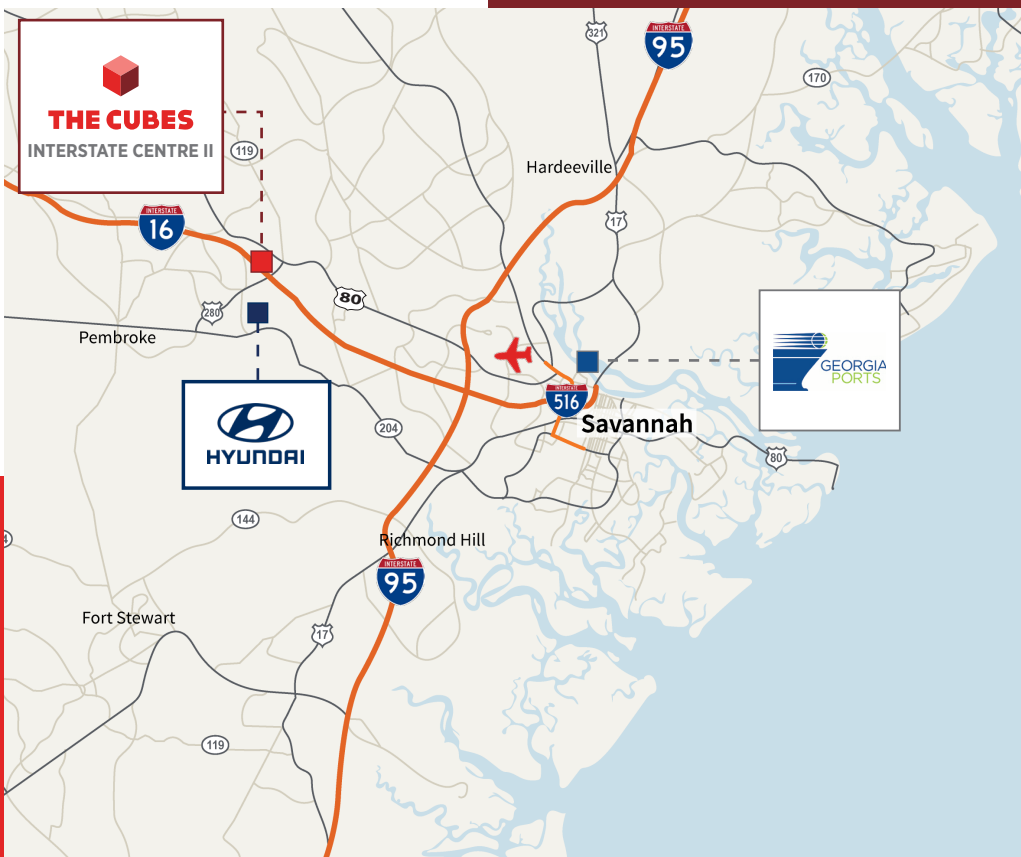 321
INTERSTATE
95
170
THE CUBES
INTERSTATE CENTRE II
119
Hardeeville
INTERSTATE
16
17
80
280
Pembroke
GEORGIA
PORTS
INTERSTATE
516
Savannah
HYUNDAI
204
80
144
4
Richmond Hill
INTERSTATE
95
Fort Stewart
17
119